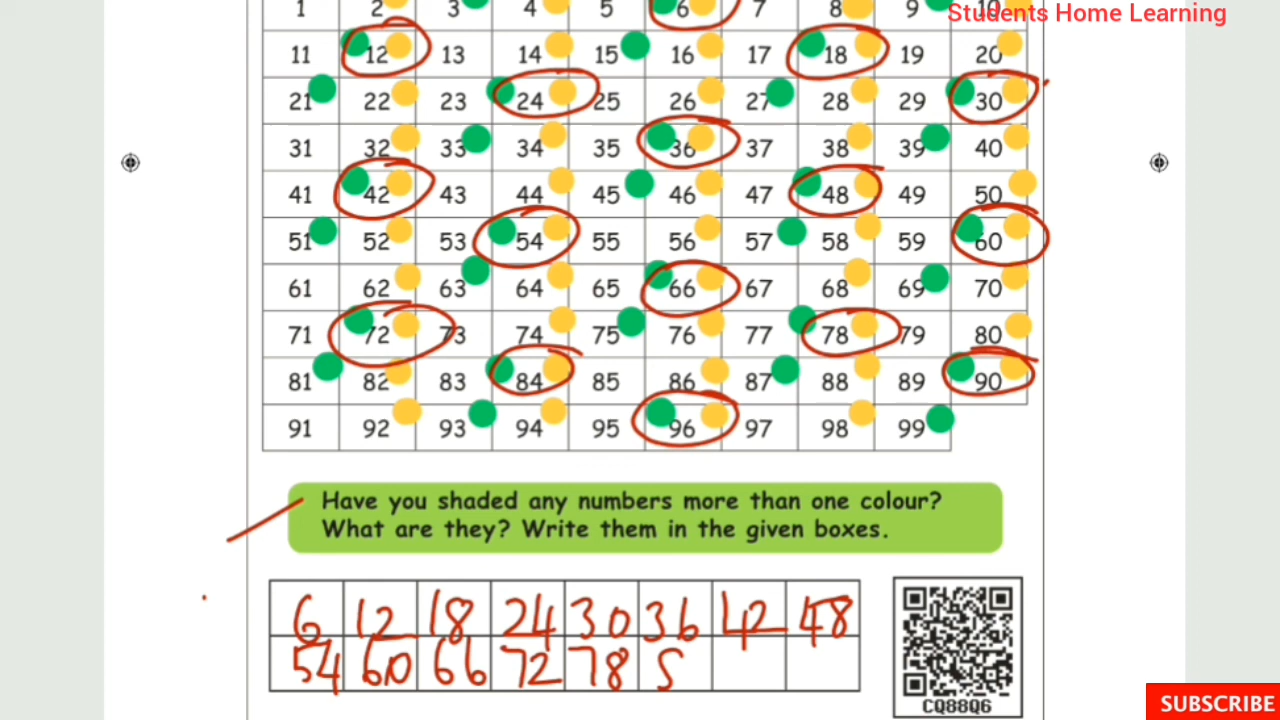 Students Home Learning
1 2 3 4 5 6 7 8 9 10
11 12 13 14 15 16 17 18 19 20
21 22 23 24 25 26 27 28 29 30
31 32 33 34 35 36 37 38 39 40
41 42 43 44 45 46 47 48 49 50
51 52 53 54 55 56 57 58 59 60
61 62 63 64 65 66 67 68 69 70
71 72 73 74 75 76 77 78 79 80
81 82 83 84 85 86 87 88 89 90
91 92 93 94 95 96 97 98 99
Have you shaded any numbers more than one colour?
What are they? Write them in the given boxes.
6 12 18 24 30 36 42 48
54 60 66 72 78
CQ88Q6
SUBSCRIBE